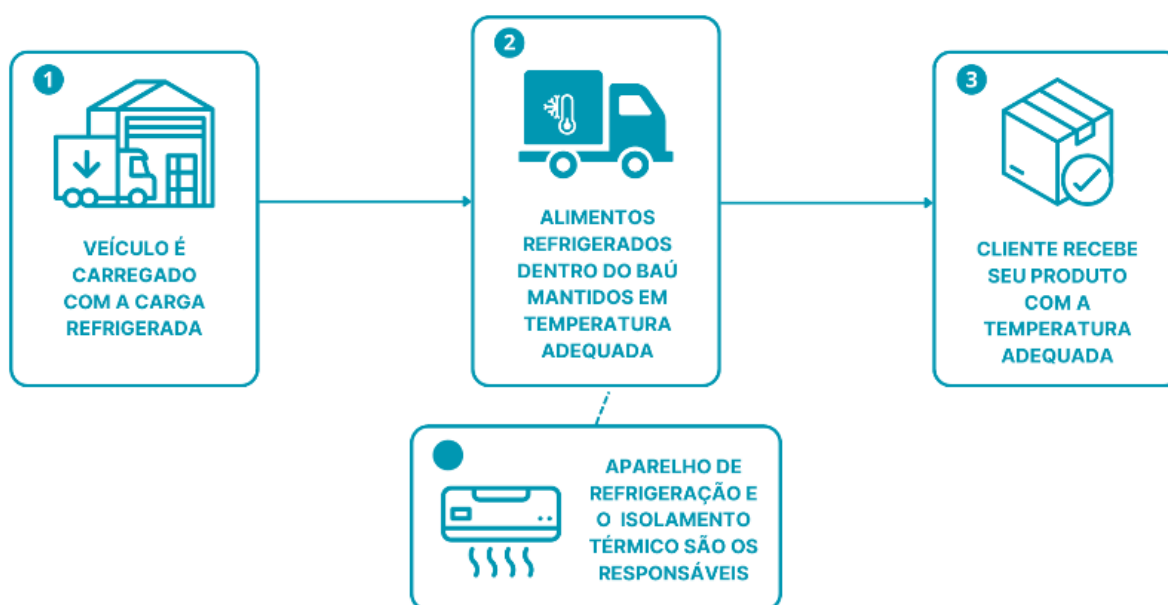 1
VEÍCULO É
CARREGADO
COM A CARGA
REFRIGERADA
2
ALIMENTOS
REFRIGERADOS
DENTRO DO BAÚ
MANTIDOS EM
TEMPERATURA
ADEQUADA
3
CLIENTE RECEBE
SEU PRODUTO
COM A
TEMPERATURA
ADEQUADA
APARELHO DE
REFRIGERAÇÃO E
O ISOLAMENTO
TÉRMICO SÃO OS
RESPONSÁVEIS